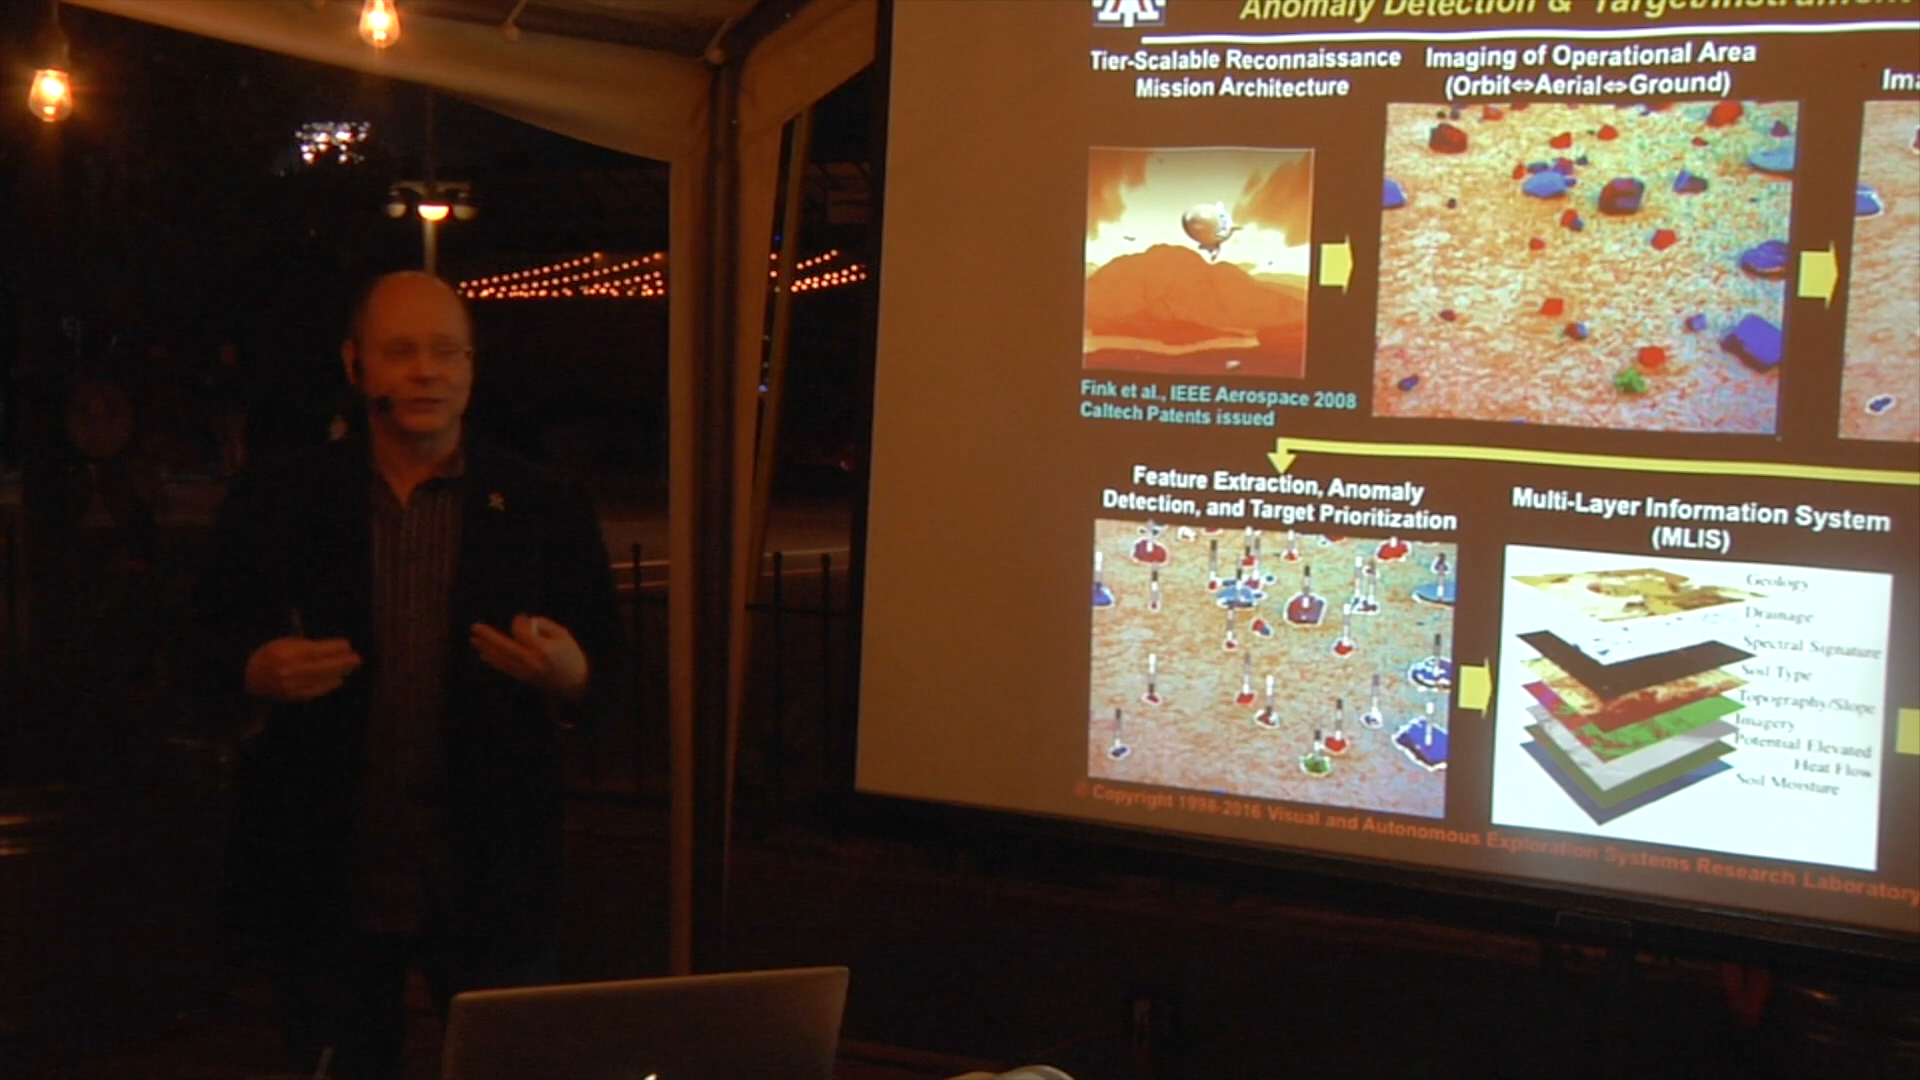 Anomaly Detection & Target/Instrument
Tier-Scalable Reconnaissance
Mission Architecture
Imaging of Operational Area
(Orbit⇔Aerial⇔Ground)
Ima
Fink et al., IEEE Aerospace 2008
Caltech Patents issued
Feature Extraction, Anomaly
Detection, and Target Prioritization
Multi-Layer Information System
(MLIS)
Geology
Drainage
Spectral Signature
Soil Type
Topography/Slope
Imagery
Potential Elevated
Heat Flow
Soil Moisture
© Copyright 1998-2016 Visual and Autonomous Exploration Systems Research Laboratory